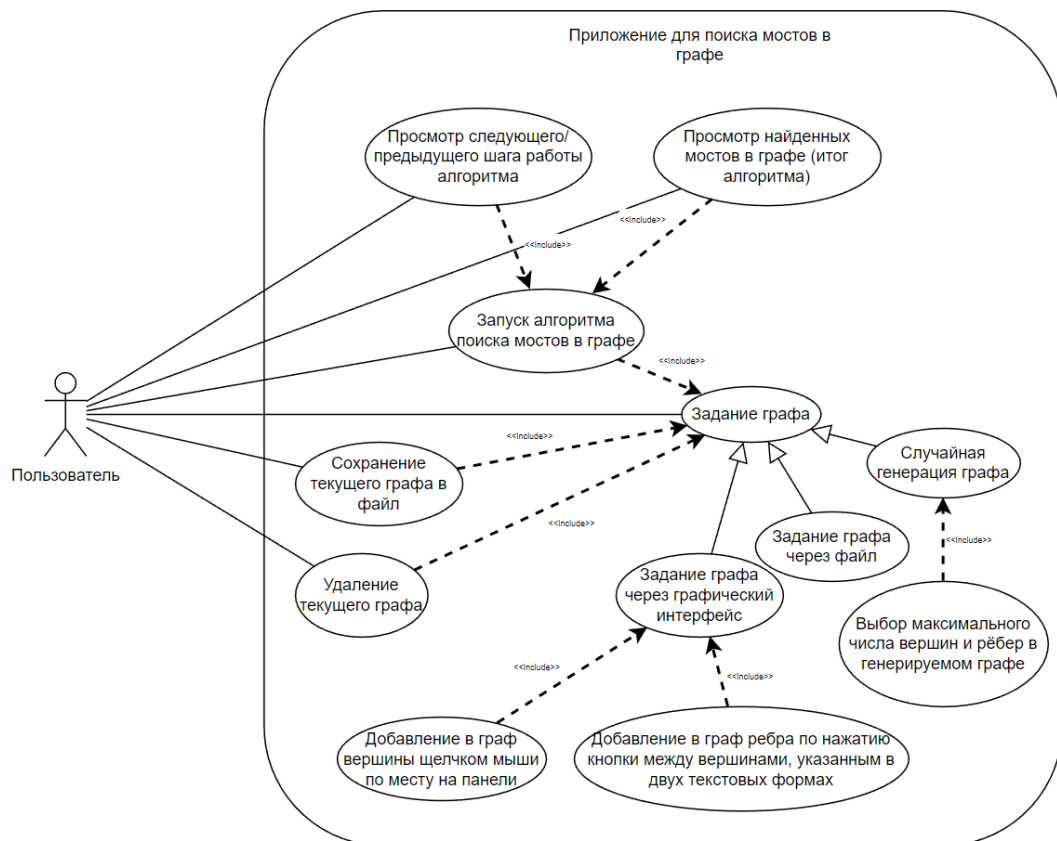 Приложение для поиска мостов в
графе
Просмотр следующего/
предыдущего шага работы
алгоритма
Просмотр найденных
мостов в графе (итог
алгоритма)
<<Include>>
<<Include>>
Запуск алгоритма
поиска мостов в графе
<<Include>>
Задание графа
Пользователь
<<Include>>
Сохранение
текущего графа в
файл
Случайная
генерация графа
<<Include>>
Задание графа
через файл
<<Include>>
Удаление
текущего графа
Задание графа
через графический
интерфейс
Выбор максимального
числа вершин и рёбер в
генерируемом графе
<<Include>>
<<Include>>
Добавление в граф
вершины щелчком мыши
по месту на панели
Добавление в граф ребра по нажатию
кнопки между вершинами, указанным в
двух текстовых формах